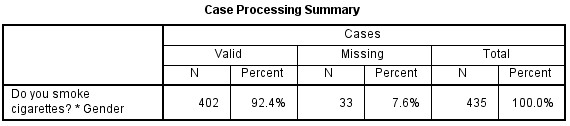 Case Processing Summary
Cases
Valid Missing Total
N Percent N Percent N Percent
Do you smoke
cigarettes? * Gender 402 92.4% 33 7.6% 435 100.0%